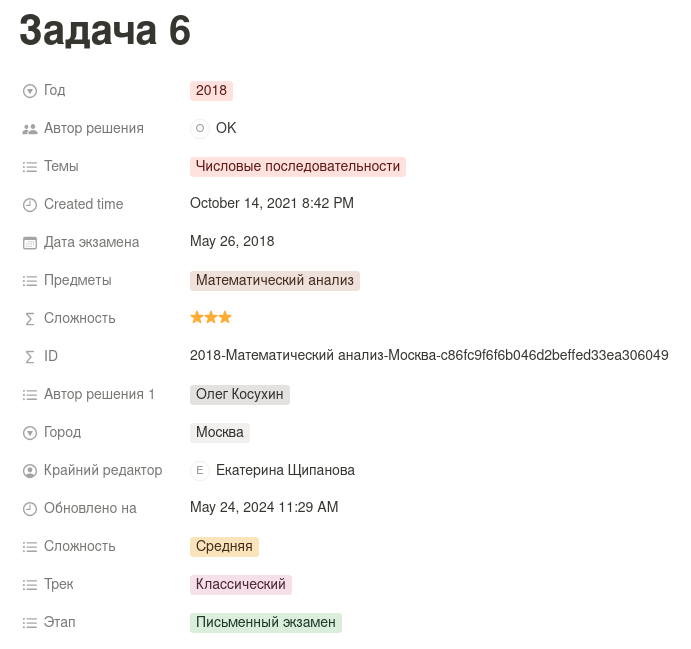 Задача 6
Год 2018
Автор решения O OK
Темы Числовые последовательности
Created time October 14, 2021 8:42 PM
Дата экзамена May 26, 2018
Предметы Математический анализ
Сложность ⭐⭐⭐
ID 2018-Математический анализ-Москва-c86fc9f6f6b046d2beffed33ea306049
Автор решения 1 Олег Косухин
Город Москва
Крайний редактор E Екатерина Щипанова
Обновлено на May 24, 2024 11:29 AM
Сложность Средняя
Трек Классический
Этап Письменный экзамен